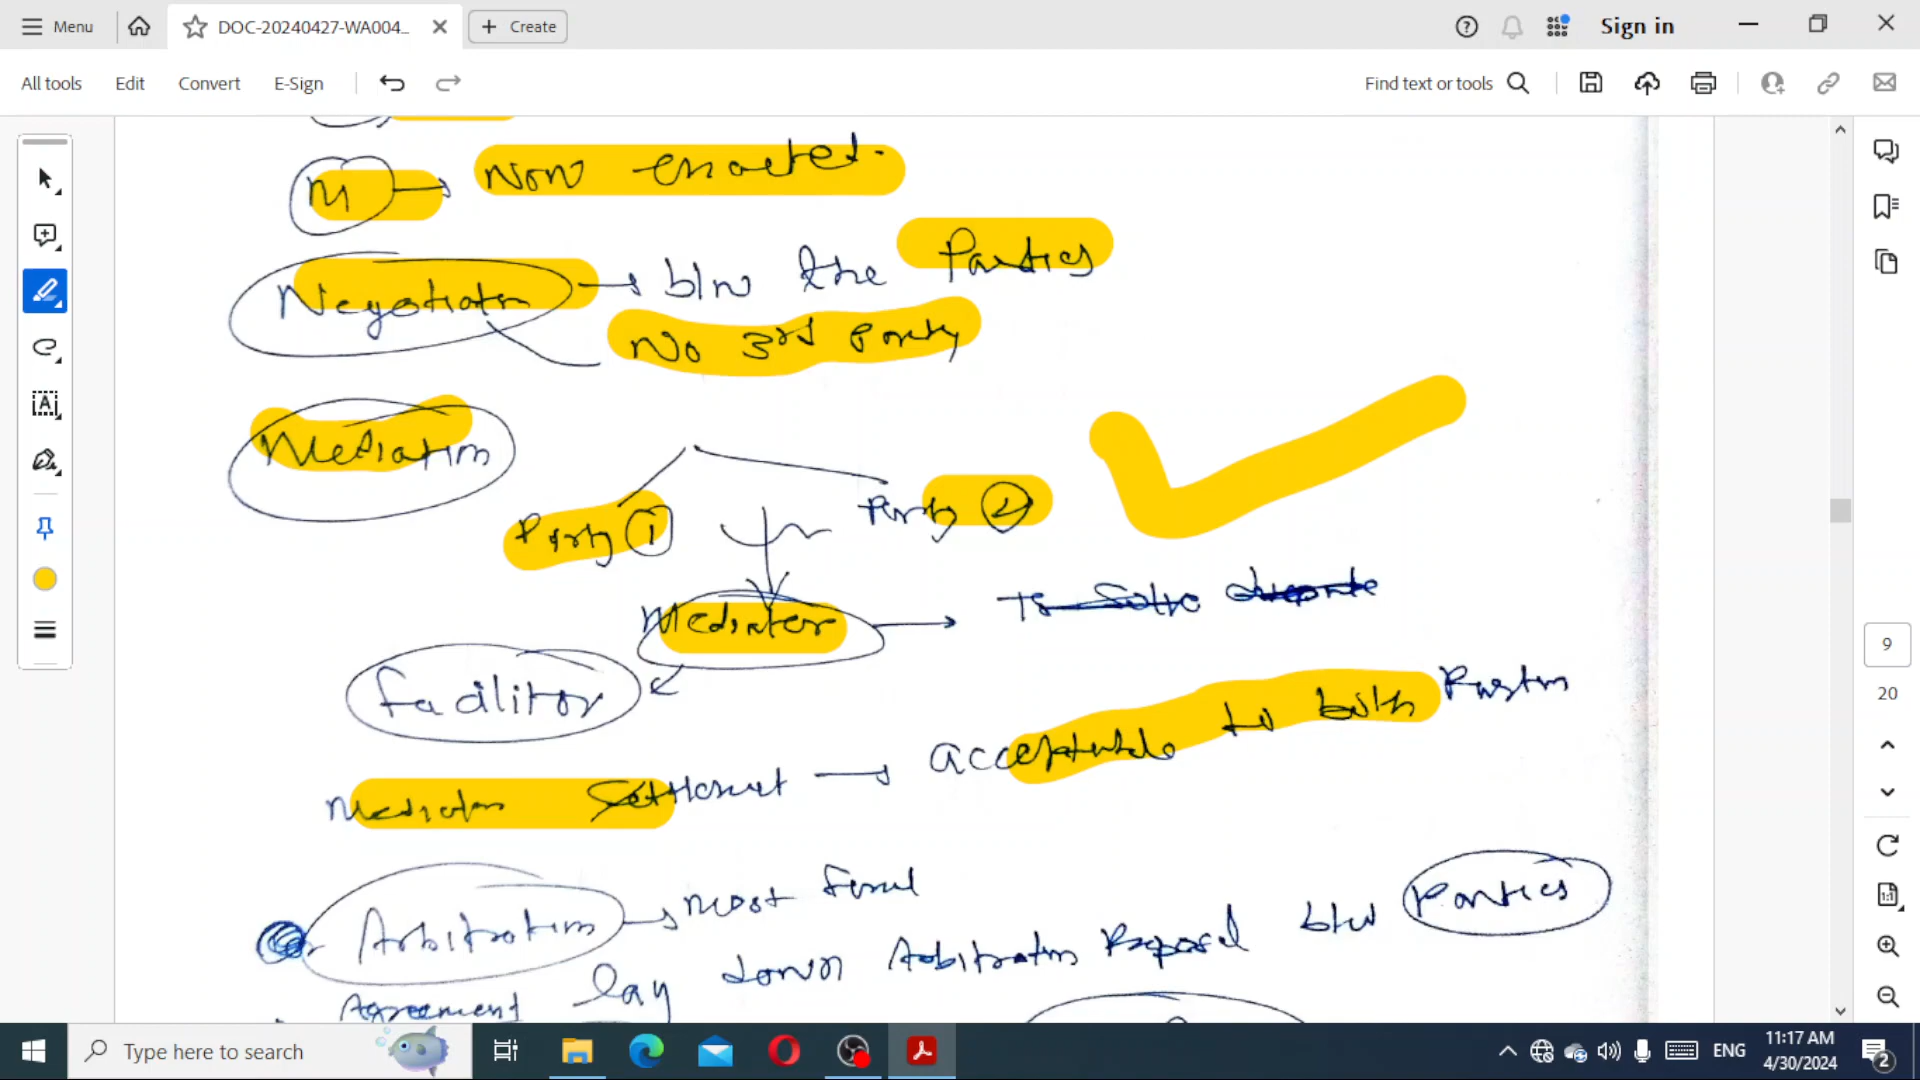 Menu
DOC-20240427-WA004...
Create
Sign in
All tools
Edit
Convert
E-Sign
Find text or tools
M → Now enacted.
Negotiation → b/w the Parties
No 3rd Party
Mediation
Party 1
Party 2
Mediator → To Solve dispute
Facilitor
Mediation Settlement → acceptable to both Parties
Arbitration → most formal
Agreement lay down Arbitration Proposal b/w Parties
9
20
Type here to search
ENG
11:17 AM
4/30/2024
2